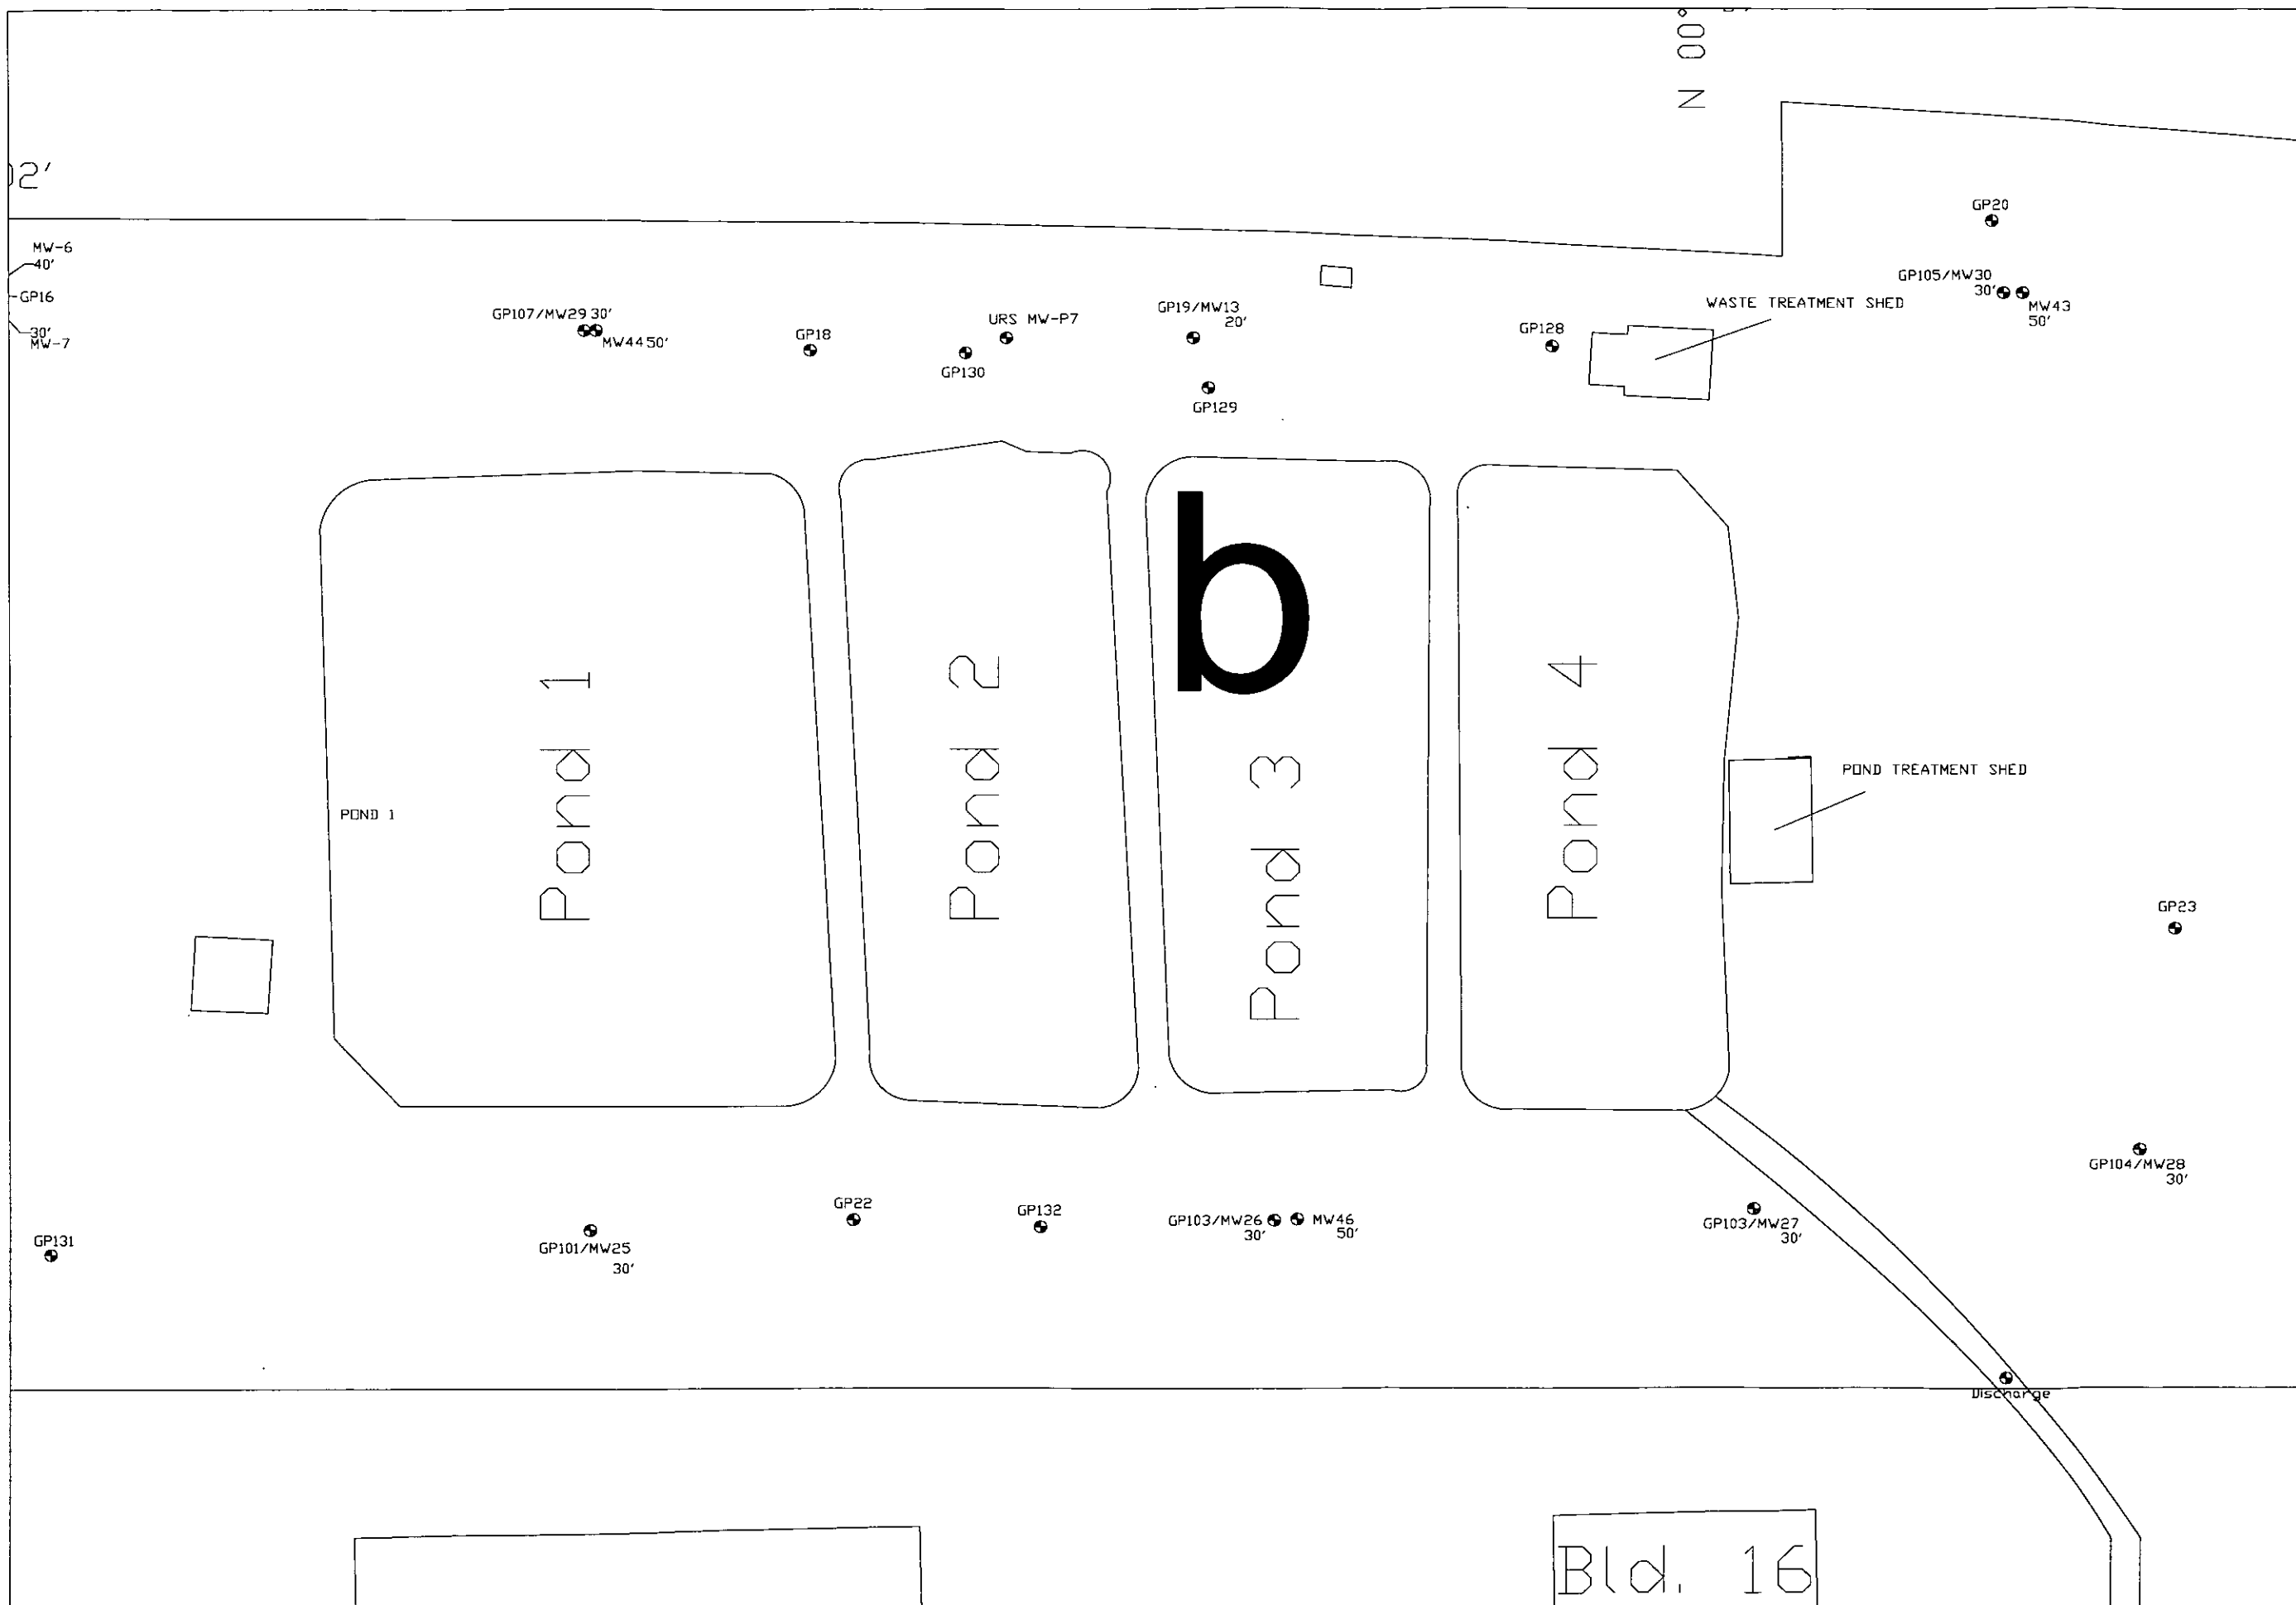 N 00°
02'
MW-6
40'
GP16
30'
MW-7
GP107/MW29 30'
MW44 50'
GP18
GP130
URS MW-P7
GP19/MW13
20'
GP129
GP128
WASTE TREATMENT SHED
GP20
GP105/MW30
30'
MW43
50'
b
Pond 1
POND 1
Pond 2
Pond 3
Pond 4
POND TREATMENT SHED
GP23
GP104/MW28
30'
GP131
GP101/MW25
30'
GP22
GP132
GP103/MW26
30'
MW46
50'
GP103/MW27
30'
Discharge
Bld. 16